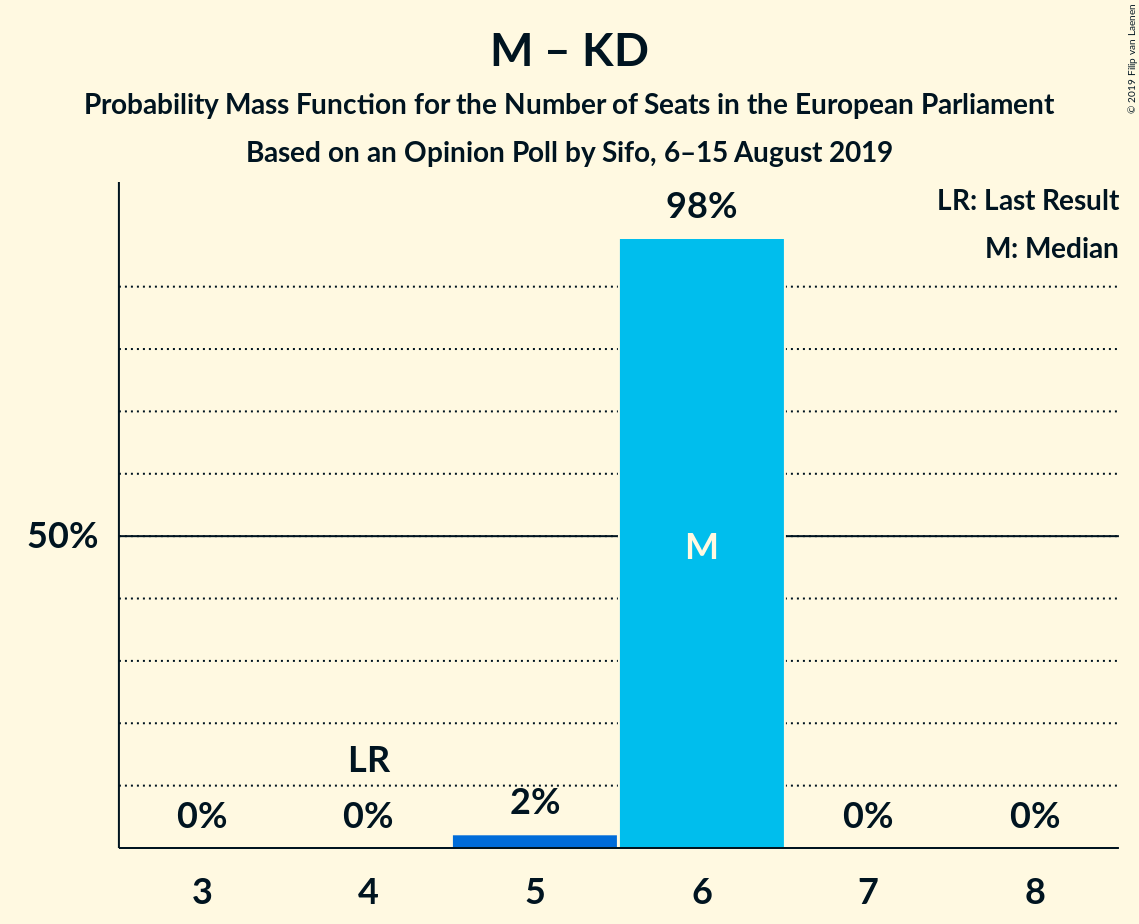 M – KD
Probability Mass Function for the Number of Seats in the European Parliament
Based on an Opinion Poll by Sifo, 6–15 August 2019
© 2019 Filip van Laenen
LR: Last Result
M: Median
98%
50%
M
LR
0%
0%
2%
0%
0%
3
4
5
6
7
8